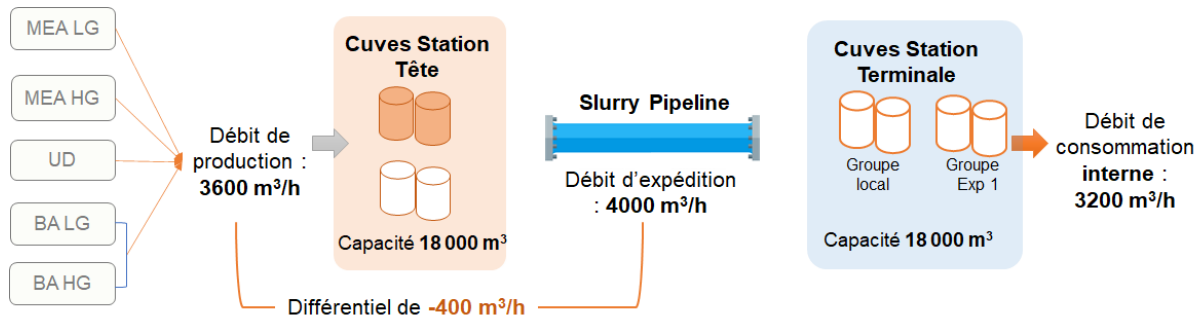 MEA LG
MEA HG
UD
BA LG
BA HG
Débit de
production :
3600 m³/h
Cuves Station
Tête
Capacité 18 000 m³
Slurry Pipeline
Débit d’expédition
: 4000 m³/h
Différentiel de -400 m³/h
Cuves Station
Terminale
Groupe
local
Groupe
Exp 1
Capacité 18 000 m³
Débit de
consommation
interne :
3200 m³/h